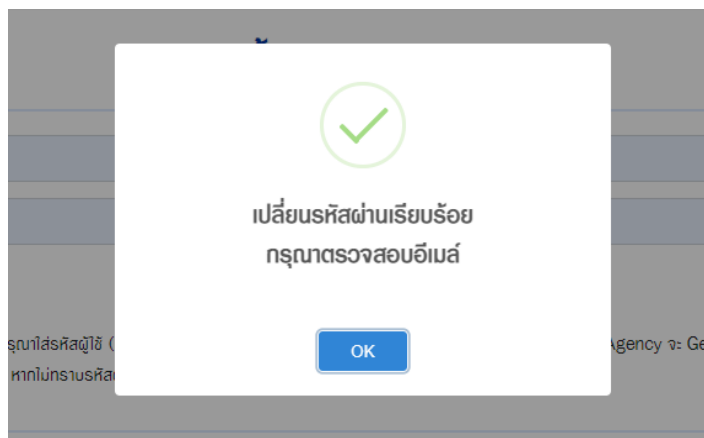 เปลี่ยนรหัสผ่านเรียบร้อย
กรุณาตรวจสอบอีเมล์
OK
รุณาใส่รหัสผู้ใช้ (
Agency จะ Ge
หากไม่ทราบรหัส